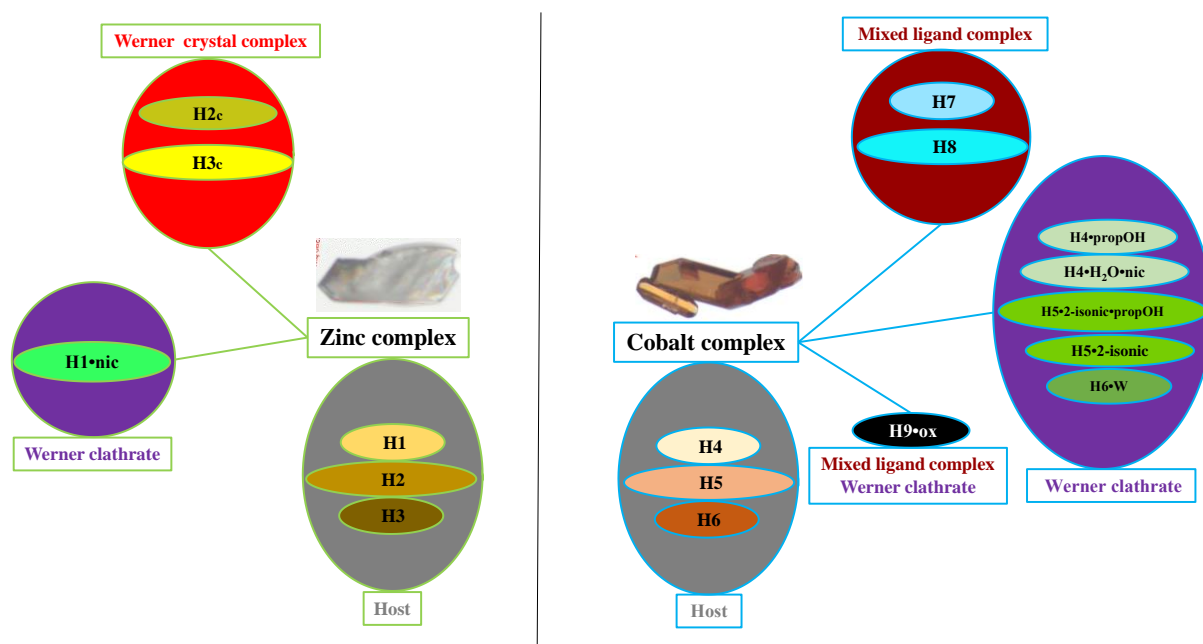 Werner crystal complex
H2c
H3c
H1•nic
Werner clathrate
Zinc complex
H1
H2
H3
Host
Mixed ligand complex
H7
H8
H4•propOH
H4•H₂O•nic
H5•2-isonic•propOH
H5•2-isonic
H6•W
Werner clathrate
Cobalt complex
H9•ox
Mixed ligand complex
Werner clathrate
H4
H5
H6
Host